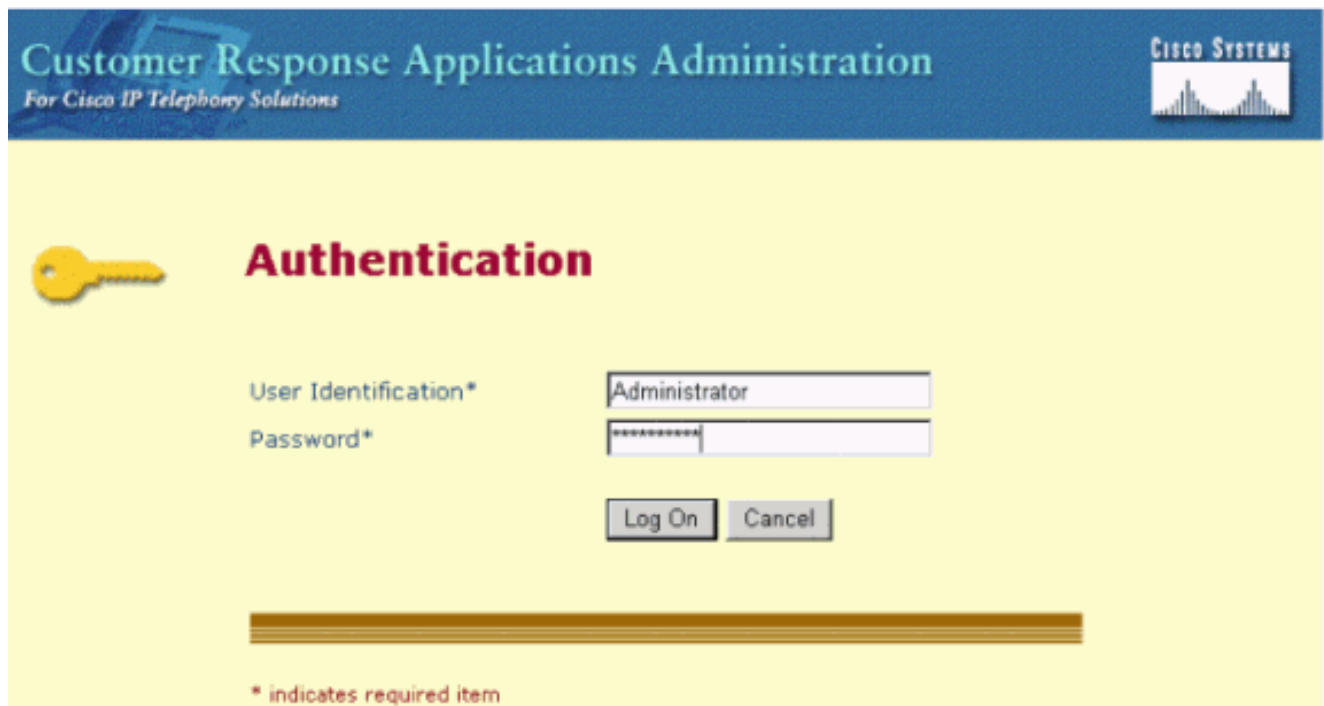 Customer Response Applications Administration
For Cisco IP Telephony Solutions
CISCO SYSTEMS
Authentication
User Identification* Administrator
Password* **********
Log On Cancel
* indicates required item